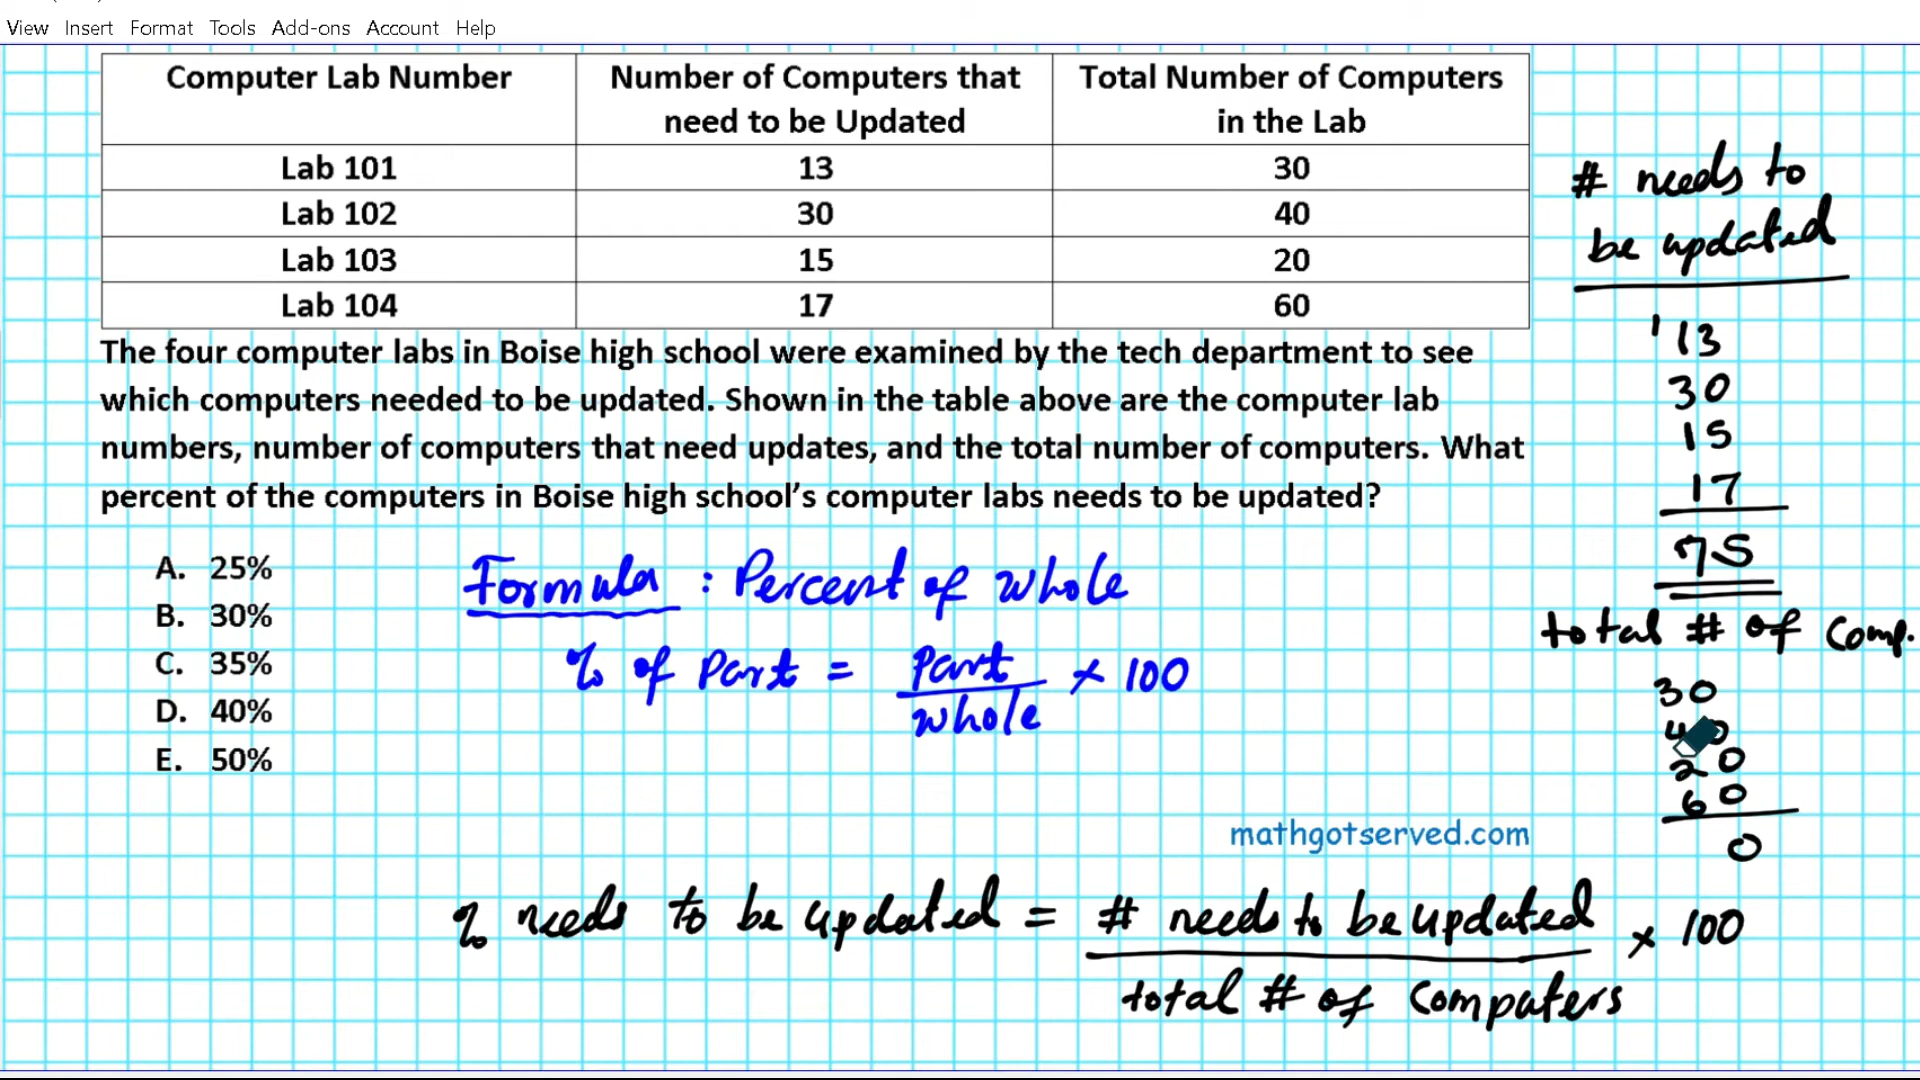 View Insert Format Tools Add-ons Account Help
Computer Lab Number
Number of Computers that
need to be Updated
Total Number of Computers
in the Lab
Lab 101 13 30
Lab 102 30 40
Lab 103 15 20
Lab 104 17 60
The four computer labs in Boise high school were examined by the tech department to see
which computers needed to be updated. Shown in the table above are the computer lab
numbers, number of computers that need updates, and the total number of computers. What
percent of the computers in Boise high school’s computer labs needs to be updated?
A. 25%
B. 30%
C. 35%
D. 40%
E. 50%
Formula : Percent of whole
% of part = part
whole
× 100
# needs to
be updated
1 13
30
15
17
75
total # of comp.
30
40
20
60
0
mathgotserved.com
% needs to be updated = # needs to be updated
total # of computers
× 100